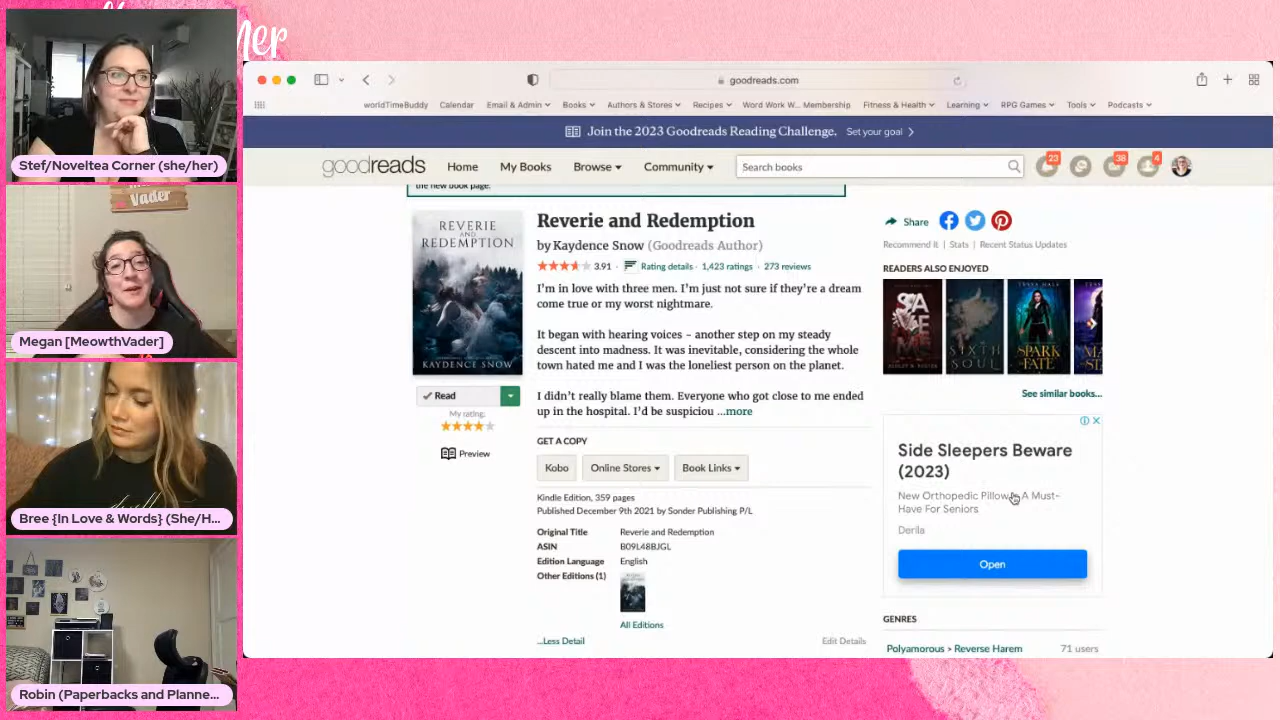 Mer
Vader
Stef/Noveltea Corner (she/her)
Megan [MeowthVader]
Bree {In Love & Words} (She/H...
Robin (Paperbacks and Planne...
goodreads.com
worldTimeBuddy Calendar Email & Admin Books Authors & Stores Recipes Word Work W... Membership Fitness & Health Learning RPG Games Tools Podcasts
Join the 2023 Goodreads Reading Challenge. Set your goal
goodreads Home My Books Browse Community Search books 23 38 4
the new book page.
REVERIE
AND
REDEMPTION
KAYDENCE SNOW
Read
My rating:
Preview
Reverie and Redemption
by Kaydence Snow (Goodreads Author)
3.91 · Rating details · 1,423 ratings · 273 reviews
I'm in love with three men. I'm just not sure if they're a dream
come true or my worst nightmare.
It began with hearing voices – another step on my steady
descent into madness. It was inevitable, considering the whole
town hated me and I was the loneliest person on the planet.
I didn't really blame them. Everyone who got close to me ended
up in the hospital. I'd be suspiciou ...more
GET A COPY
Kobo Online Stores Book Links
Kindle Edition, 359 pages
Published December 9th 2021 by Sonder Publishing P/L
Original Title Reverie and Redemption
ASIN B09L48BJGL
Edition Language English
Other Editions (1)
All Editions
...Less Detail Edit Details
Share
Recommend It | Stats | Recent Status Updates
READERS ALSO ENJOYED
SIXTH
SOUL
SPARK
FATE
See similar books...
Side Sleepers Beware
(2023)
New Orthopedic Pillow A Must-
Have For Seniors
Derila
Open
GENRES
Polyamorous > Reverse Harem 71 users